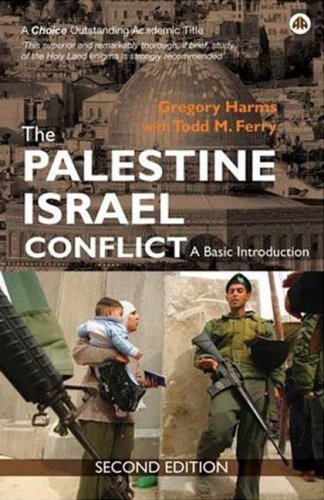 A Choice Outstanding Academic Title
'This superior and remarkably thorough, if brief, study
of the Holy Land enigma is strongly recommended'
Gregory Harms
with Todd M. Ferry
The
PALESTINE
ISRAEL
CONFLICT
A Basic Introduction
SECOND EDITION